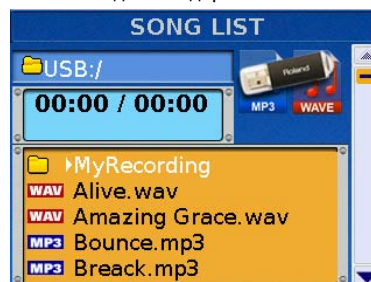 SONG LIST
USB:/
Roland
00:00 / 00:00
MP3 WAVE
MyRecording
WAV Alive.wav
WAV Amazing Grace.wav
MP3 Bounce.mp3
MP3 Breack.mp3